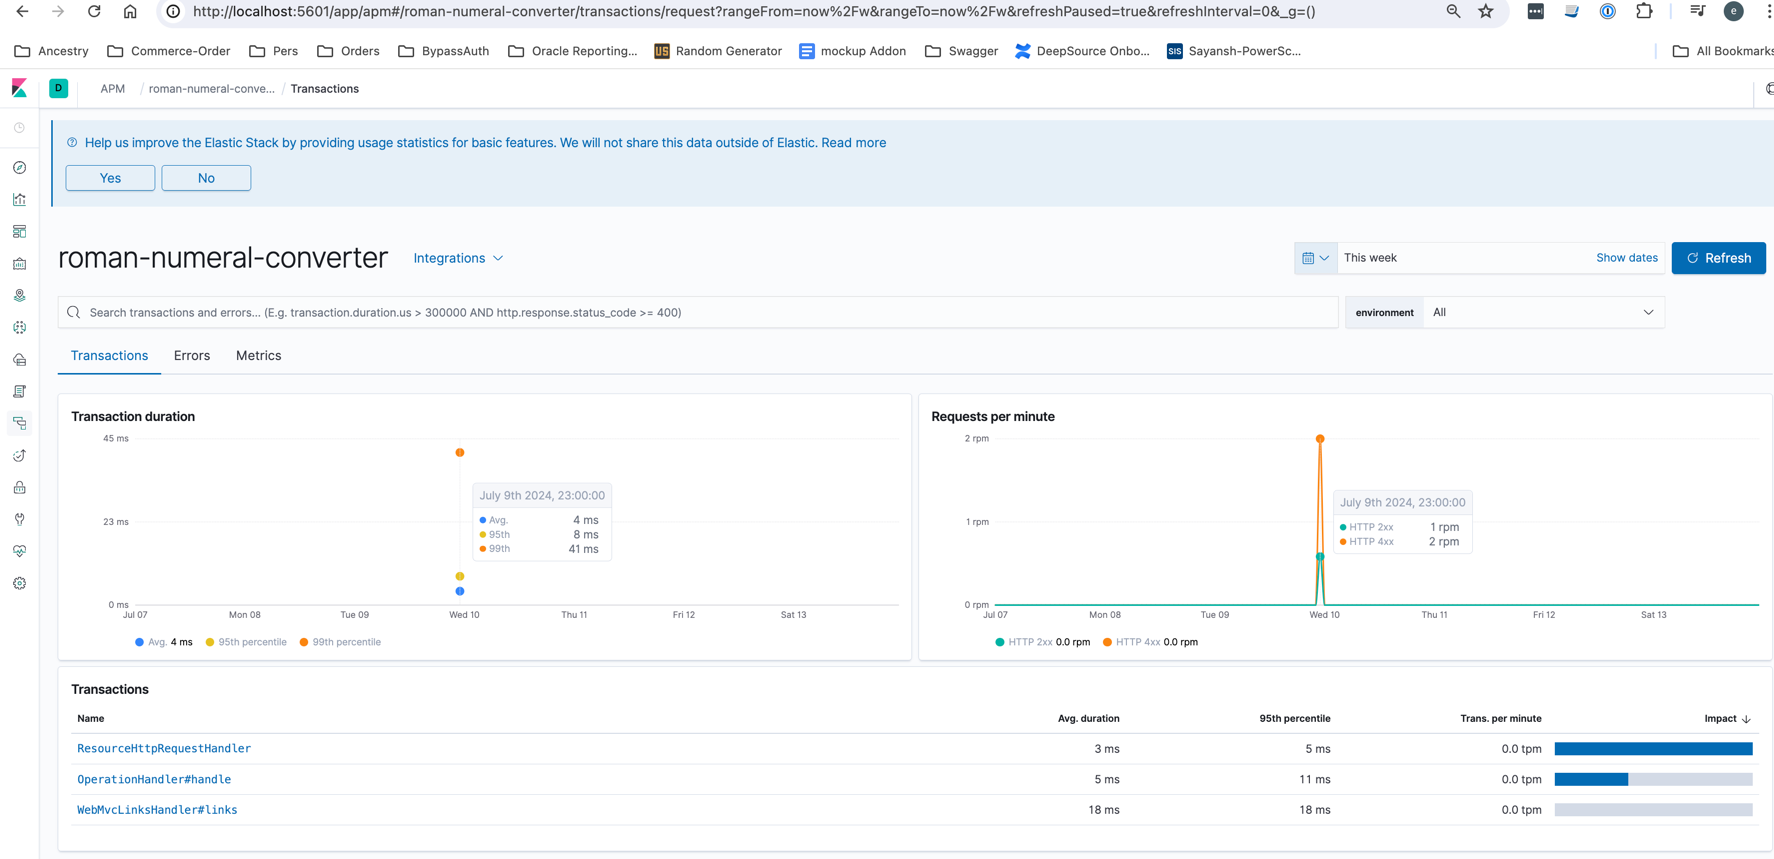 http://localhost:5601/app/apm#/roman-numeral-converter/transactions/request?rangeFrom=now%2Fw&rangeTo=now%2Fw&refreshPaused=true&refreshInterval=0&_g=()
e
Ancestry Commerce-Order Pers Orders BypassAuth Oracle Reporting... US Random Generator mockup Addon Swagger DeepSource Onbo... SIS Sayansh-PowerSc... All Bookmarks
D APM / roman-numeral-conve... / Transactions
Help us improve the Elastic Stack by providing usage statistics for basic features. We will not share this data outside of Elastic. Read more
Yes No
roman-numeral-converter Integrations This week Show dates Refresh
Search transactions and errors... (E.g. transaction.duration.us > 300000 AND http.response.status_code >= 400) environment All
Transactions Errors Metrics
Transaction duration
45 ms
23 ms
0 ms
July 9th 2024, 23:00:00
Avg. 4 ms
95th 8 ms
99th 41 ms
Jul 07 Mon 08 Tue 09 Wed 10 Thu 11 Fri 12 Sat 13
Avg. 4 ms 95th percentile 99th percentile
Requests per minute
2 rpm
1 rpm
0 rpm
July 9th 2024, 23:00:00
HTTP 2xx 1 rpm
HTTP 4xx 2 rpm
Jul 07 Mon 08 Tue 09 Wed 10 Thu 11 Fri 12 Sat 13
HTTP 2xx 0.0 rpm HTTP 4xx 0.0 rpm
Transactions
Name Avg. duration 95th percentile Trans. per minute Impact
ResourceHttpRequestHandler 3 ms 5 ms 0.0 tpm
OperationHandler#handle 5 ms 11 ms 0.0 tpm
WebMvcLinksHandler#links 18 ms 18 ms 0.0 tpm